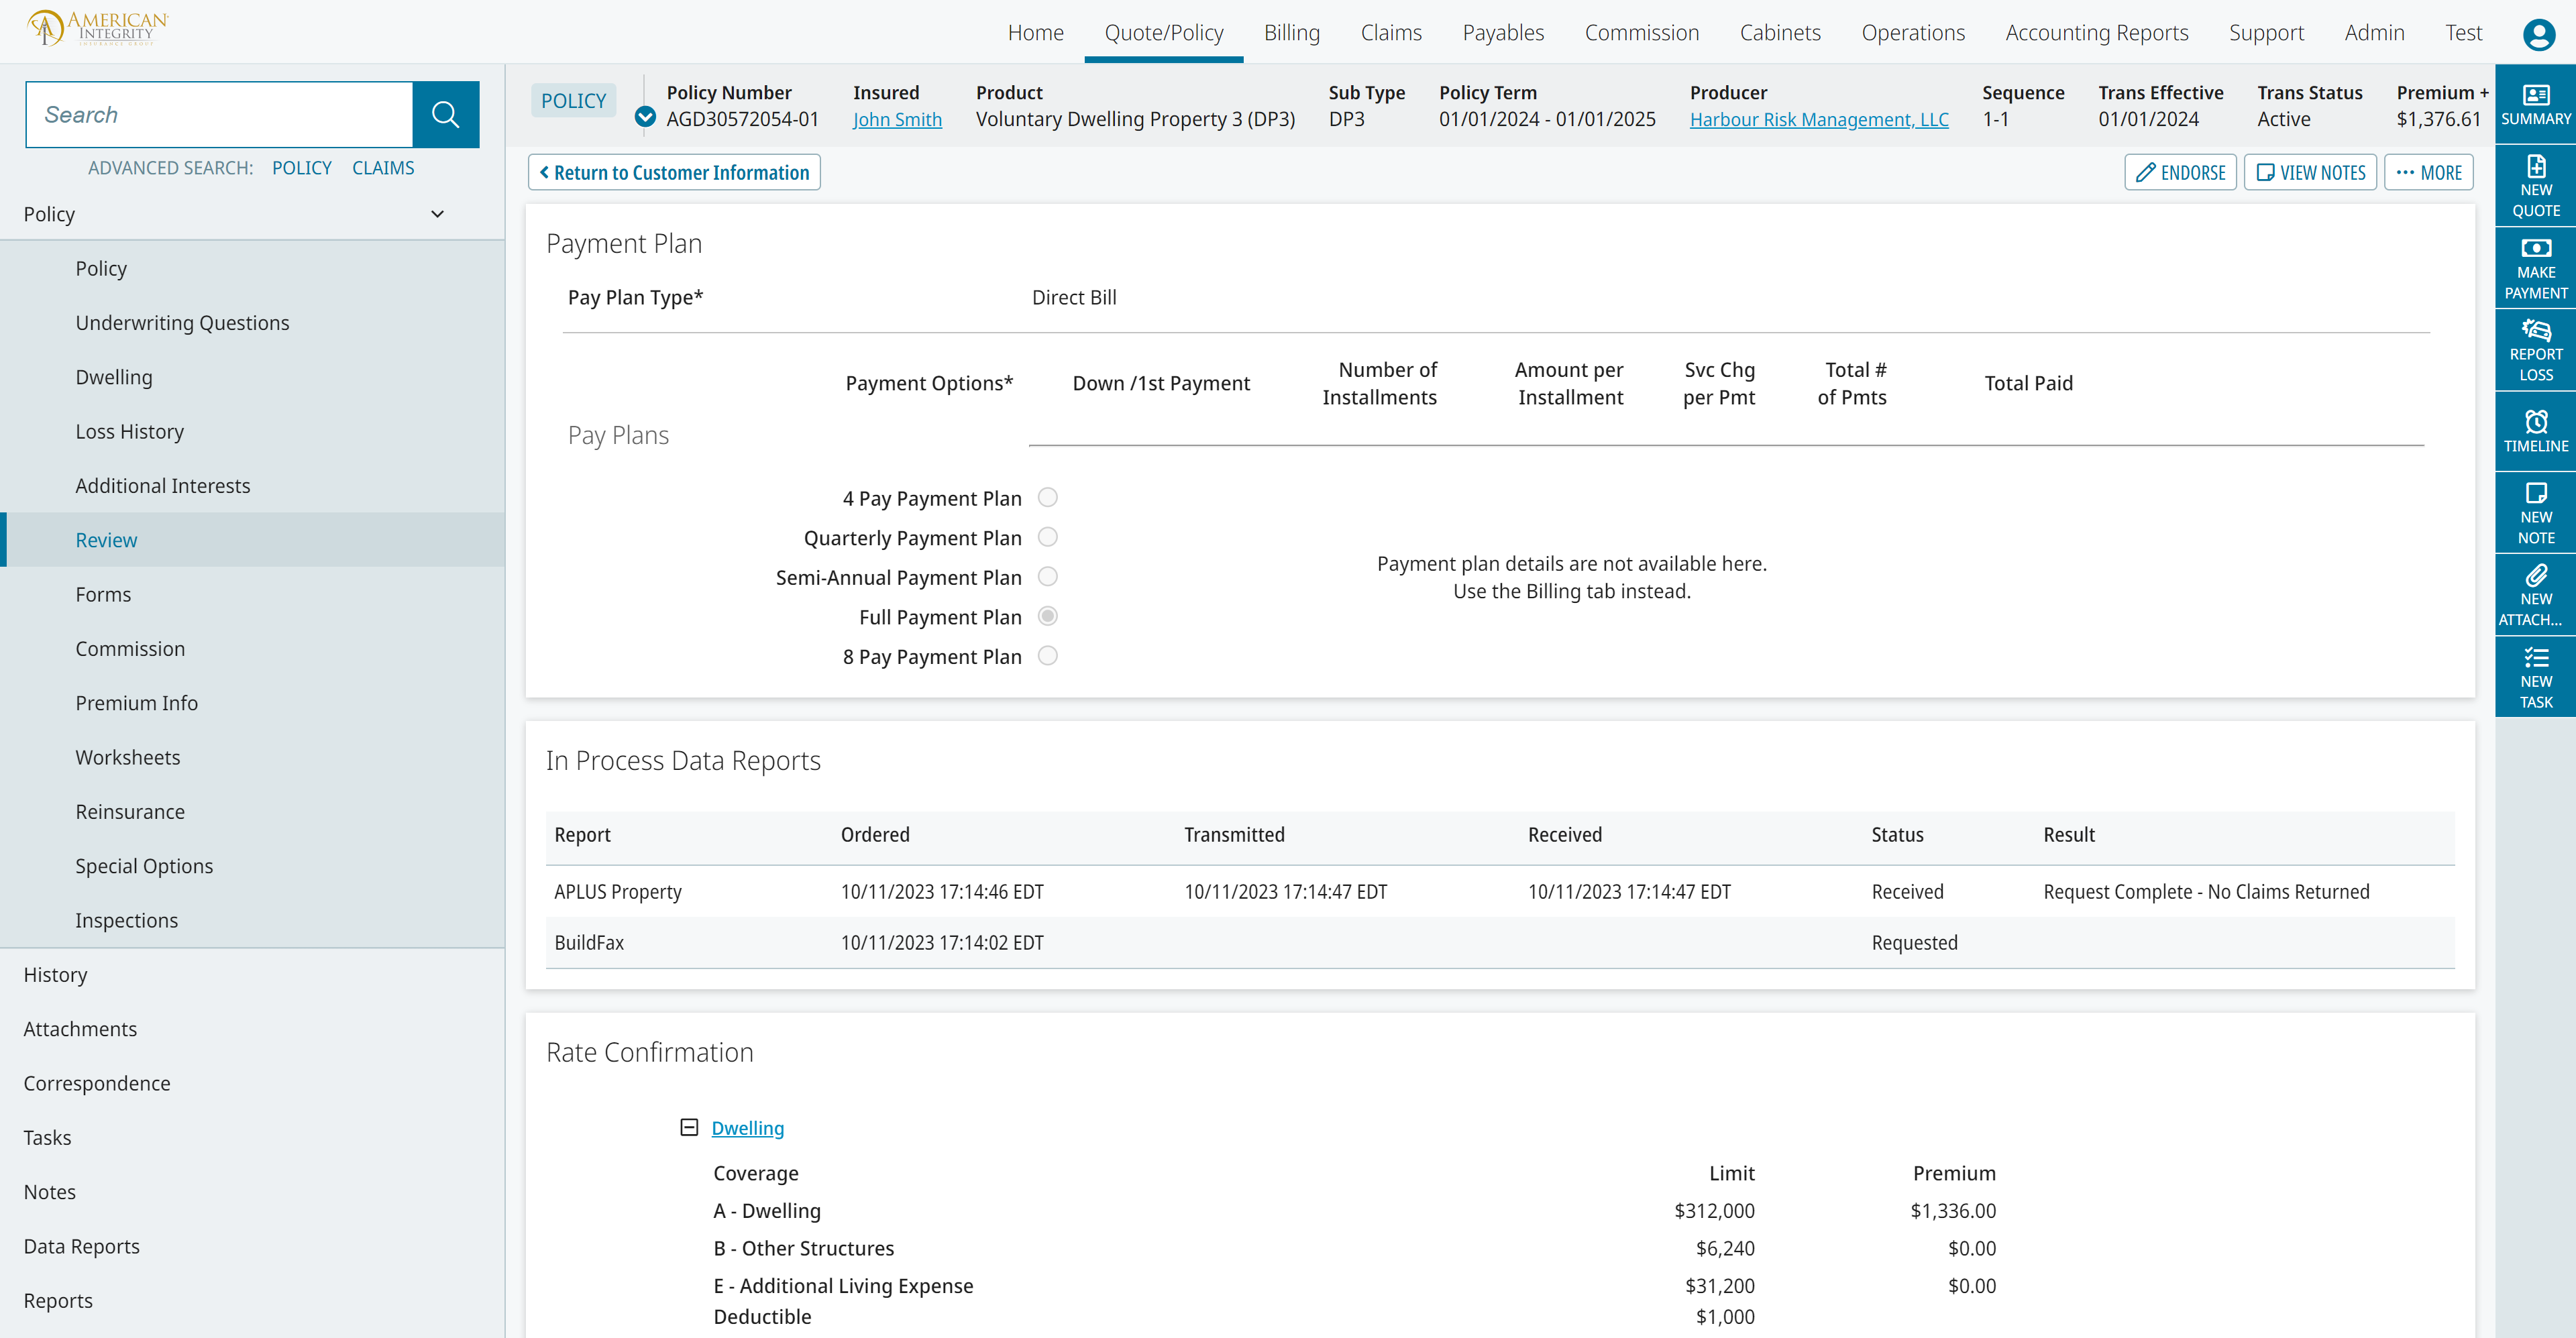 AMERICAN
INTEGRITY
INSURANCE GROUP
Home Quote/Policy Billing Claims Payables Commission Cabinets Operations Accounting Reports Support Admin Test
Search
ADVANCED SEARCH: POLICY CLAIMS
Policy
Policy
Underwriting Questions
Dwelling
Loss History
Additional Interests
Review
Forms
Commission
Premium Info
Worksheets
Reinsurance
Special Options
Inspections
History
Attachments
Correspondence
Tasks
Notes
Data Reports
Reports
POLICY
Policy Number Insured Product Sub Type Policy Term Producer Sequence Trans Effective Trans Status Premium +
AGD30572054-01 John Smith Voluntary Dwelling Property 3 (DP3) DP3 01/01/2024 - 01/01/2025 Harbour Risk Management, LLC 1-1 01/01/2024 Active $1,376.61
Return to Customer Information
ENDORSE VIEW NOTES ··· MORE
Payment Plan
Pay Plan Type* Direct Bill
Payment Options* Down /1st Payment Number of Installments Amount per Installment Svc Chg per Pmt Total # of Pmts Total Paid
Pay Plans
4 Pay Payment Plan
Quarterly Payment Plan
Semi-Annual Payment Plan
Full Payment Plan
8 Pay Payment Plan
Payment plan details are not available here.
Use the Billing tab instead.
In Process Data Reports
Report Ordered Transmitted Received Status Result
APLUS Property 10/11/2023 17:14:46 EDT 10/11/2023 17:14:47 EDT 10/11/2023 17:14:47 EDT Received Request Complete - No Claims Returned
BuildFax 10/11/2023 17:14:02 EDT Requested
Rate Confirmation
Dwelling
Coverage Limit Premium
A - Dwelling $312,000 $1,336.00
B - Other Structures $6,240 $0.00
E - Additional Living Expense $31,200 $0.00
Deductible $1,000
SUMMARY
NEW
QUOTE
MAKE
PAYMENT
REPORT
LOSS
TIMELINE
NEW
NOTE
NEW
ATTACH...
NEW
TASK